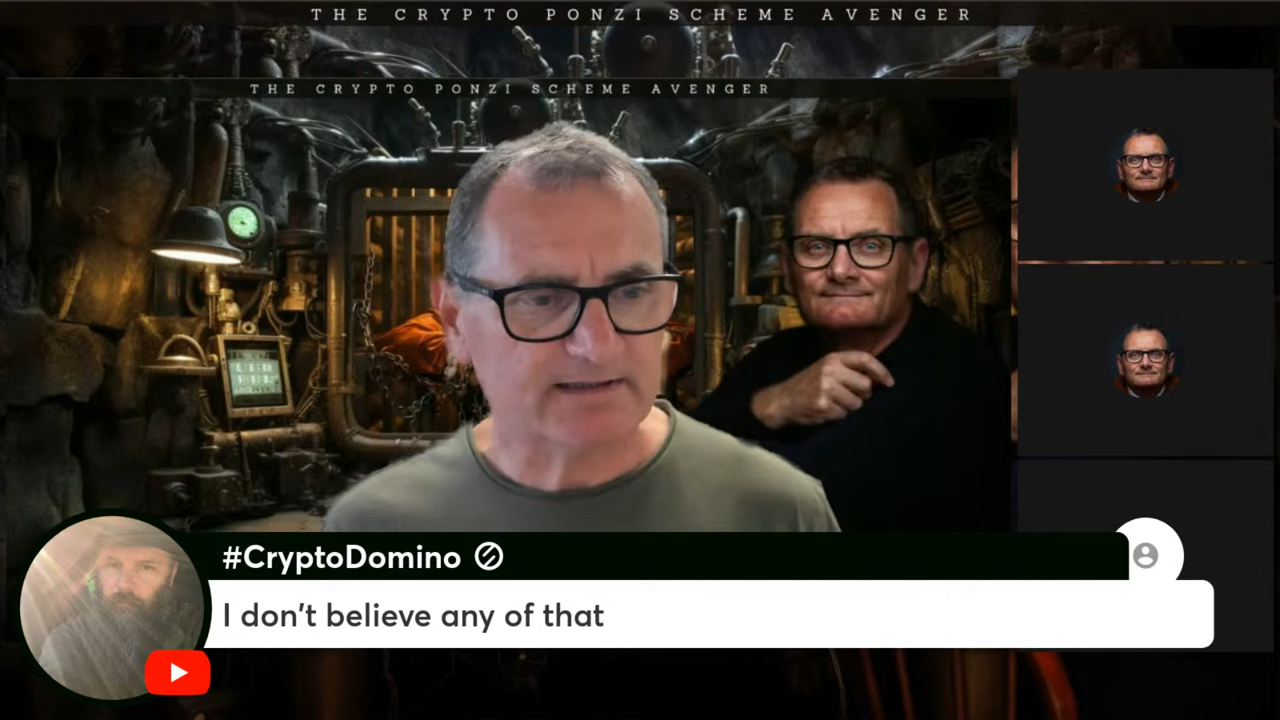 THE CRYPTO PONZI SCHEME AVENGER
THE CRYPTO PONZI SCHEME AVENGER
#CryptoDomino
I don't believe any of that